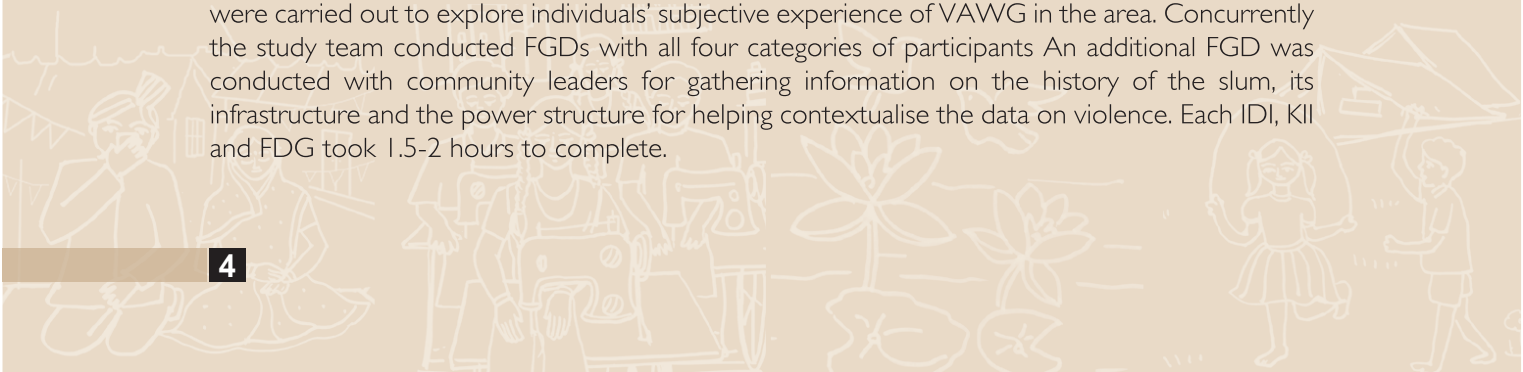 were carried out to explore individuals’ subjective experience of VAWG in the area. Concurrently
the study team conducted FGDs with all four categories of participants An additional FGD was
conducted with community leaders for gathering information on the history of the slum, its
infrastructure and the power structure for helping contextualise the data on violence. Each IDI, KII
and FDG took 1.5-2 hours to complete.
4